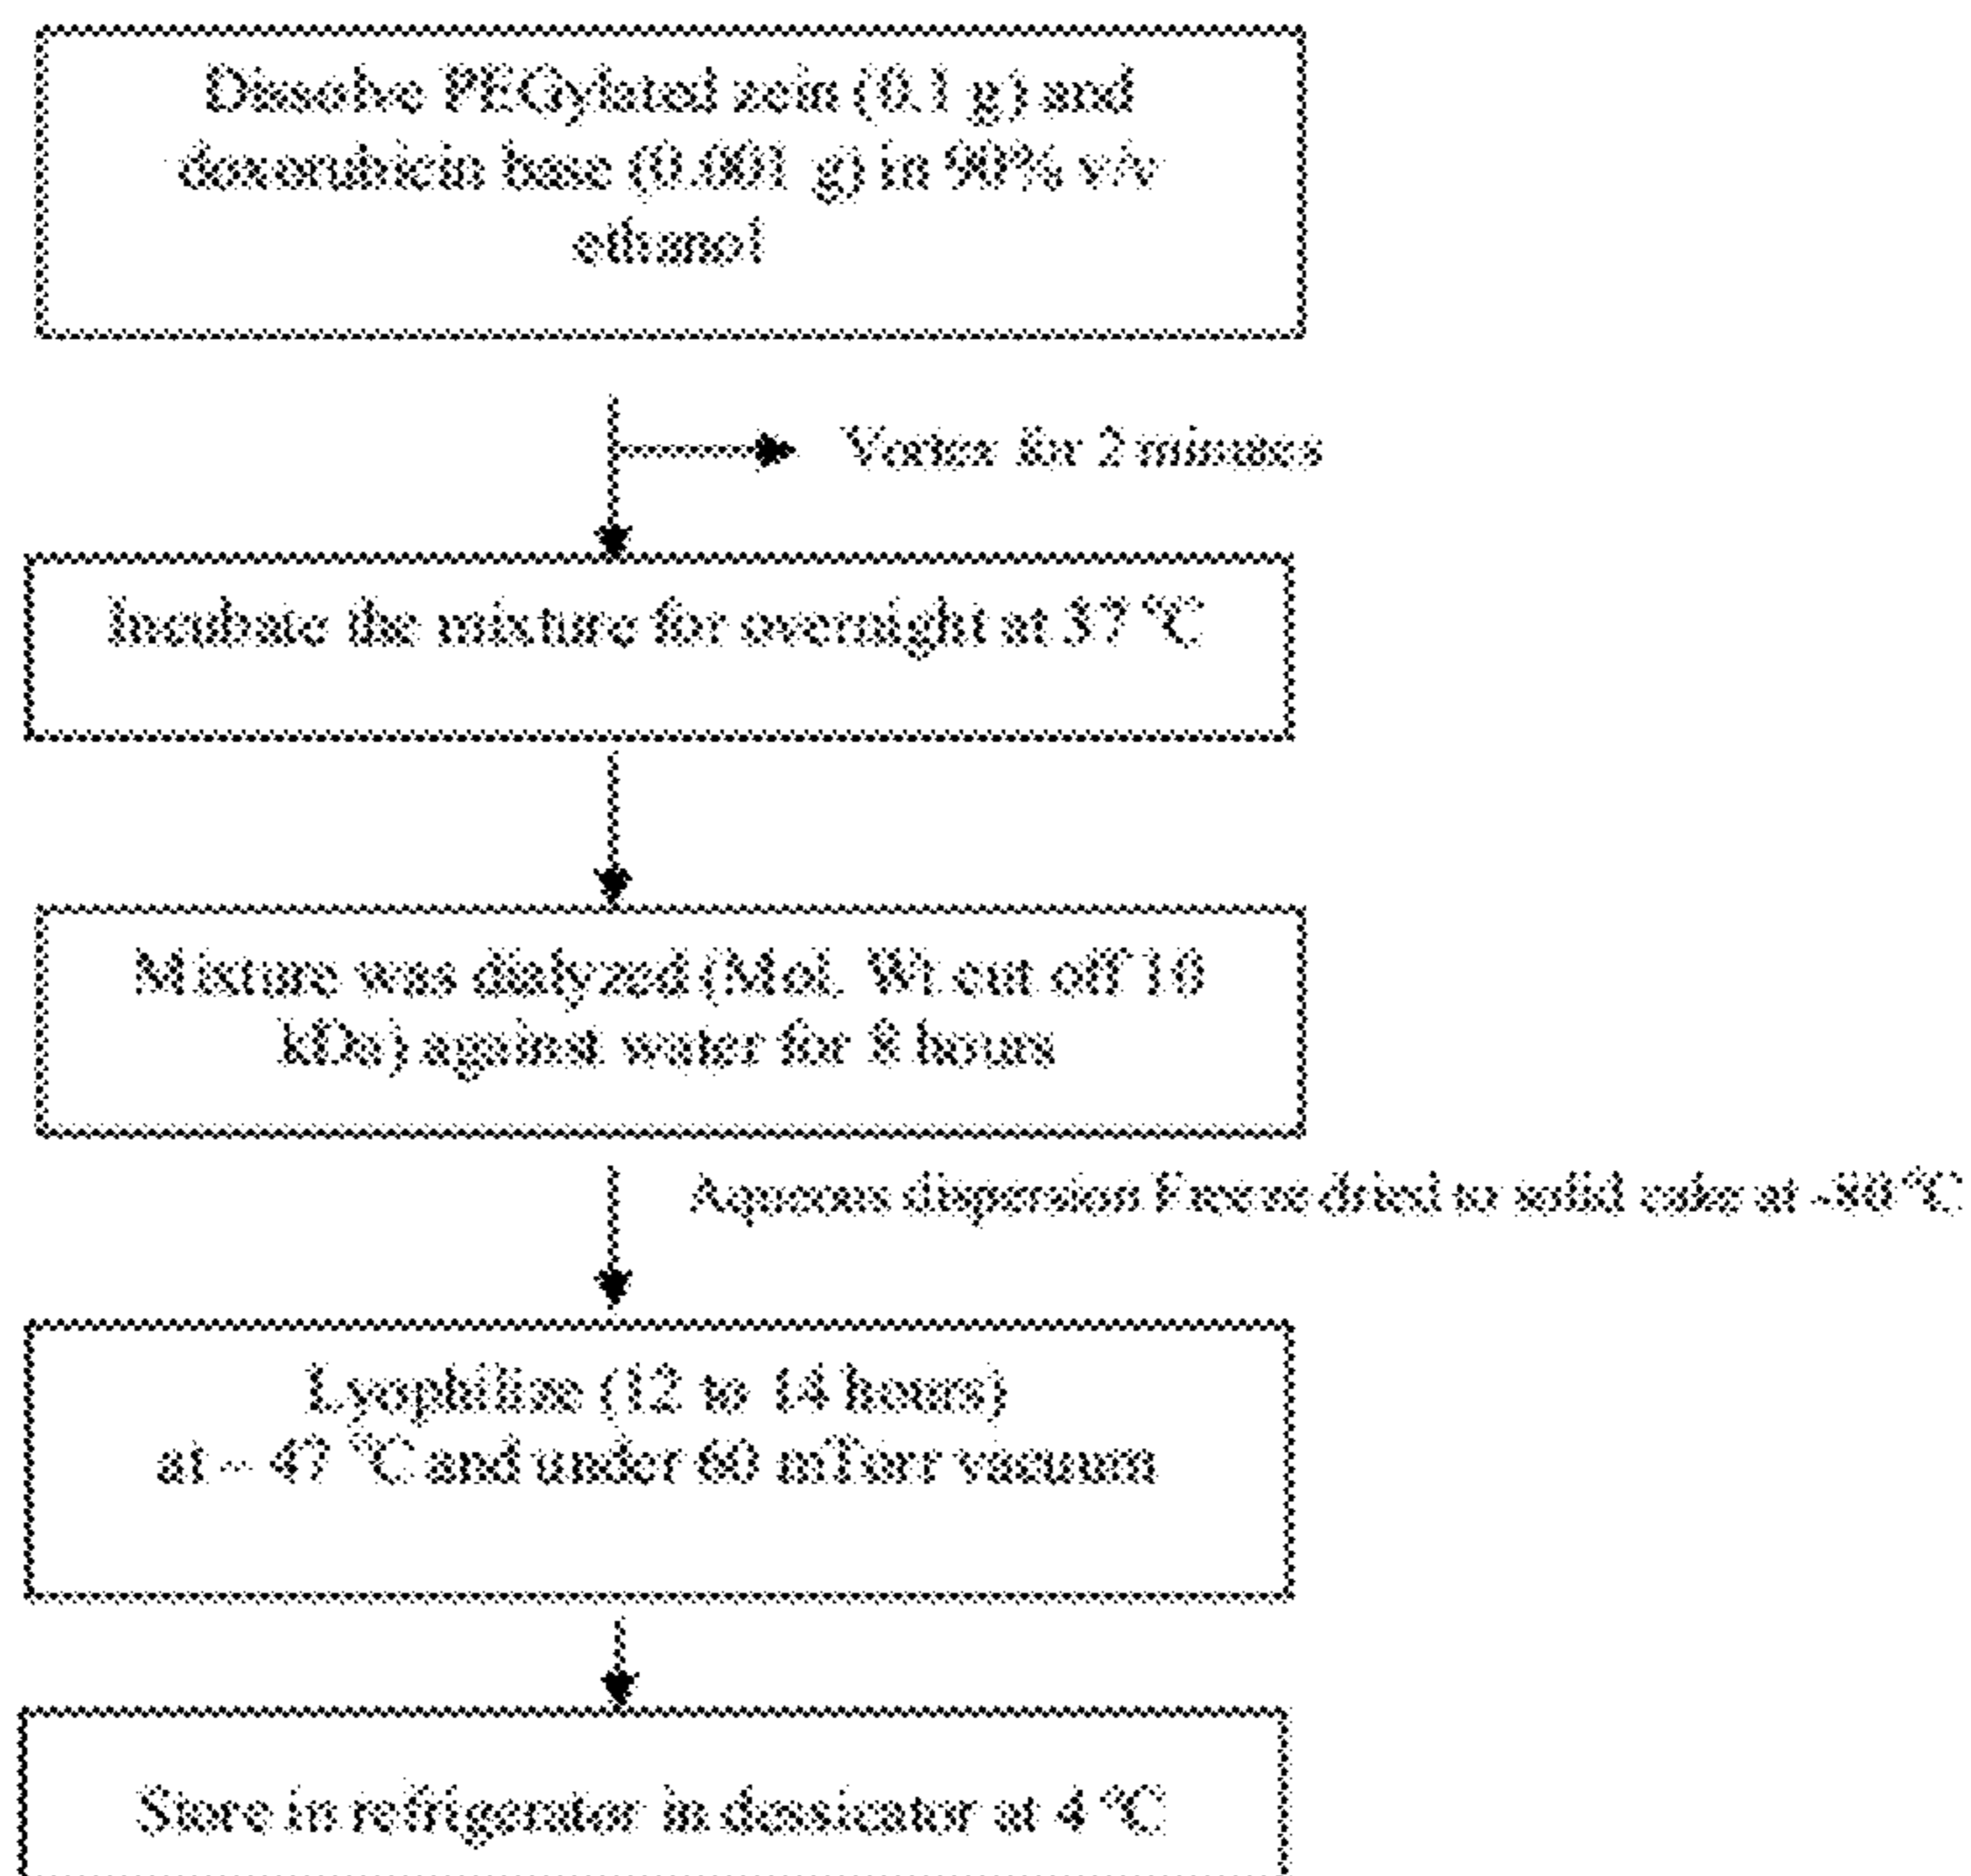 Dissolve PEGylated zein (0.1 g) and
doxorubicin base (0.001 g) in 90% v/v
ethanol
Vortex for 2 minutes
Incubate the mixture for overnight at 37 °C
Mixture was dialyzed (Mol. Wt cut off 10
kDa) against water for 8 hours
Aqueous dispersion Freeze dried to solid cake at -80 °C
Lyophilize (12 to 14 hours)
at – 47 °C and under 60 mTorr vacuum
Store in refrigerator in dessicator at 4 °C